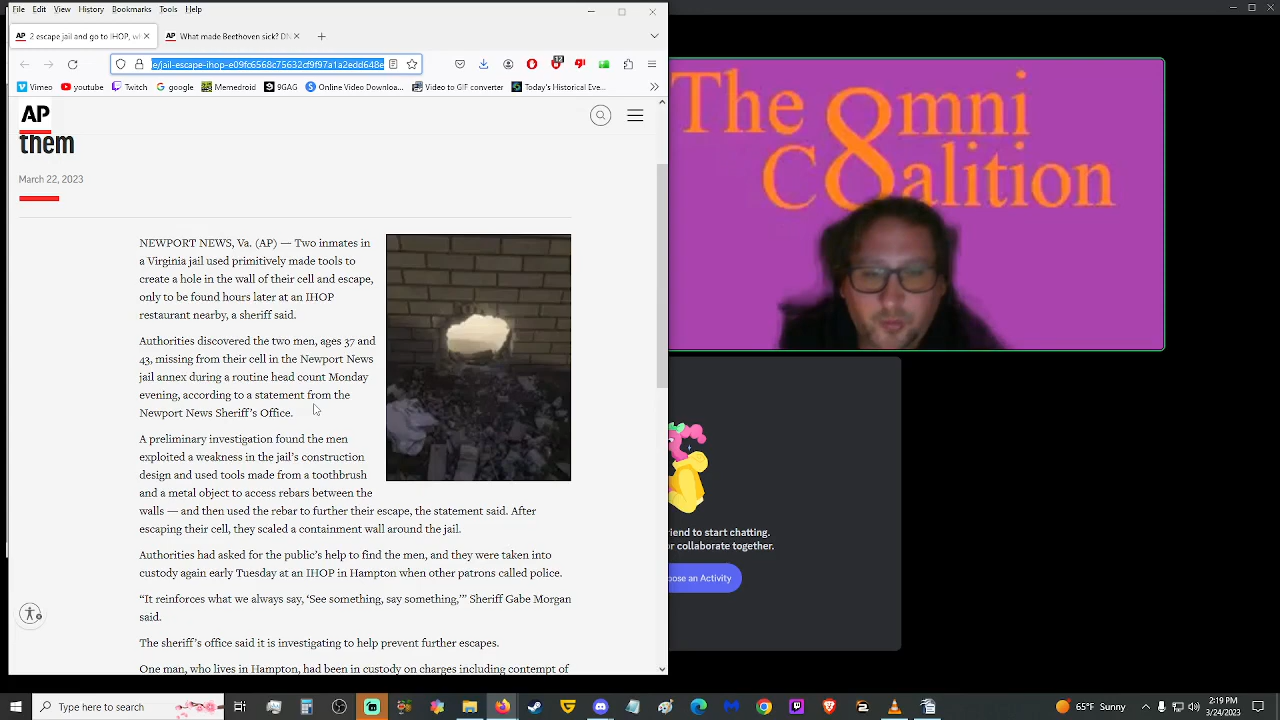 File Edit View History Bookmarks Tools Help
2 escape jail and go to IHOP, wh
What made Beethoven sick? DN
e/jail-escape-ihop-e09fc6568c75632cf9f97a1a2edd648e
12
Vimeo youtube Twitch google Memedroid 9GAG Online Video Downloa... Video to GIF converter Today's Historical Eve...
AP
them
March 22, 2023
NEWPORT NEWS, Va. (AP) — Two inmates in
a Virginia jail used primitively made tools to
create a hole in the wall of their cell and escape,
only to be found hours later at an IHOP
restaurant nearby, a sheriff said.
Authorities discovered the two men, ages 37 and
43, missing from their cell in the Newport News
jail annex during a routine head count Monday
evening, according to a statement from the
Newport News Sheriff's Office.
A preliminary investigation found the men
exploited a weakness in the jail's construction
design and used tools made from a toothbrush
and a metal object to access rebars between the
walls — and then used the rebar to further their escape, the statement said. After
escaping their cell, they scaled a containment wall around the jail.
Authorities had asked for the public's help to find the men, and they were taken into
custody again early Tuesday at an IHOP in Hampton when other patrons called police.
“It reinforces what we always say, ‘See something, say something,’” Sheriff Gabe Morgan
said.
The sheriff's office said it is investigating to help prevent further escapes.
One man, who lives in Hampton, had been in custody on charges including contempt of
The 8mni
C8alition
riend to start chatting.
r collaborate together.
ose an Activity
Type here to search
65°F Sunny
2:19 PM
3/24/2023